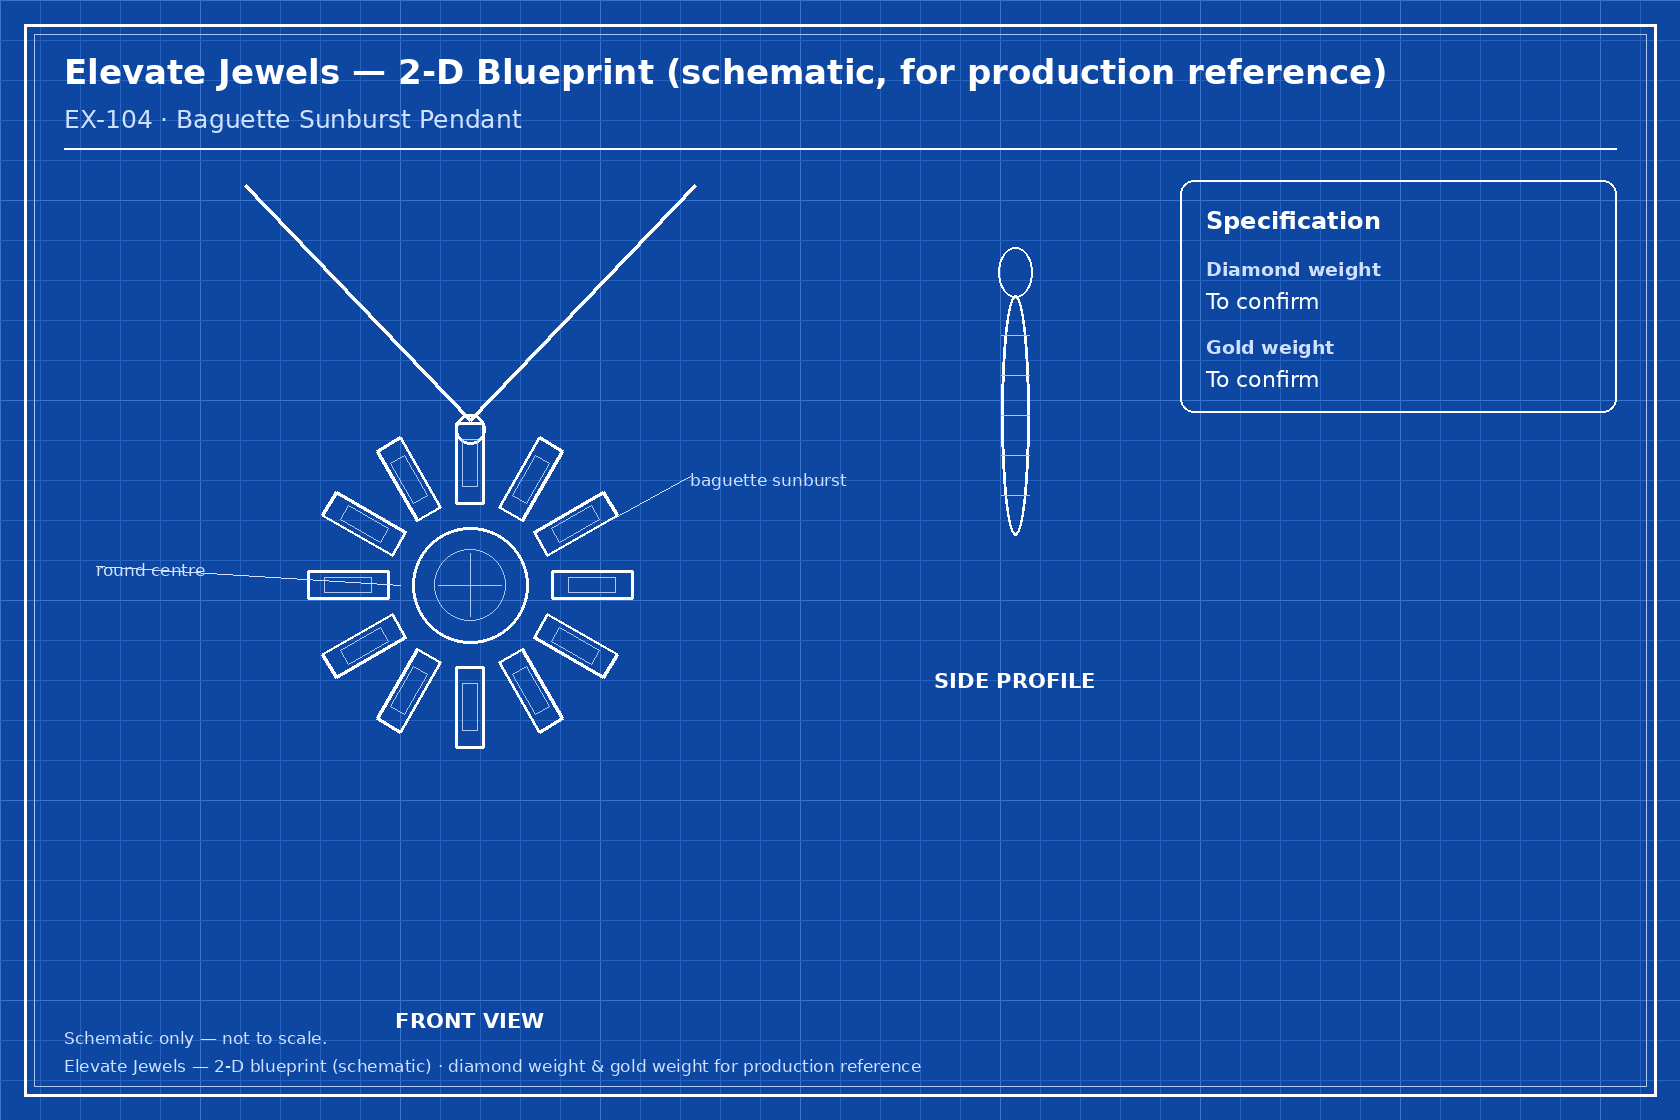 Elevate Jewels — 2-D Blueprint (schematic, for production reference)
EX-104 · Baguette Sunburst Pendant
Specification
Diamond weight
To confirm
Gold weight
To confirm
baguette sunburst
round centre
SIDE PROFILE
FRONT VIEW
Schematic only — not to scale.
Elevate Jewels — 2-D blueprint (schematic) · diamond weight & gold weight for production reference